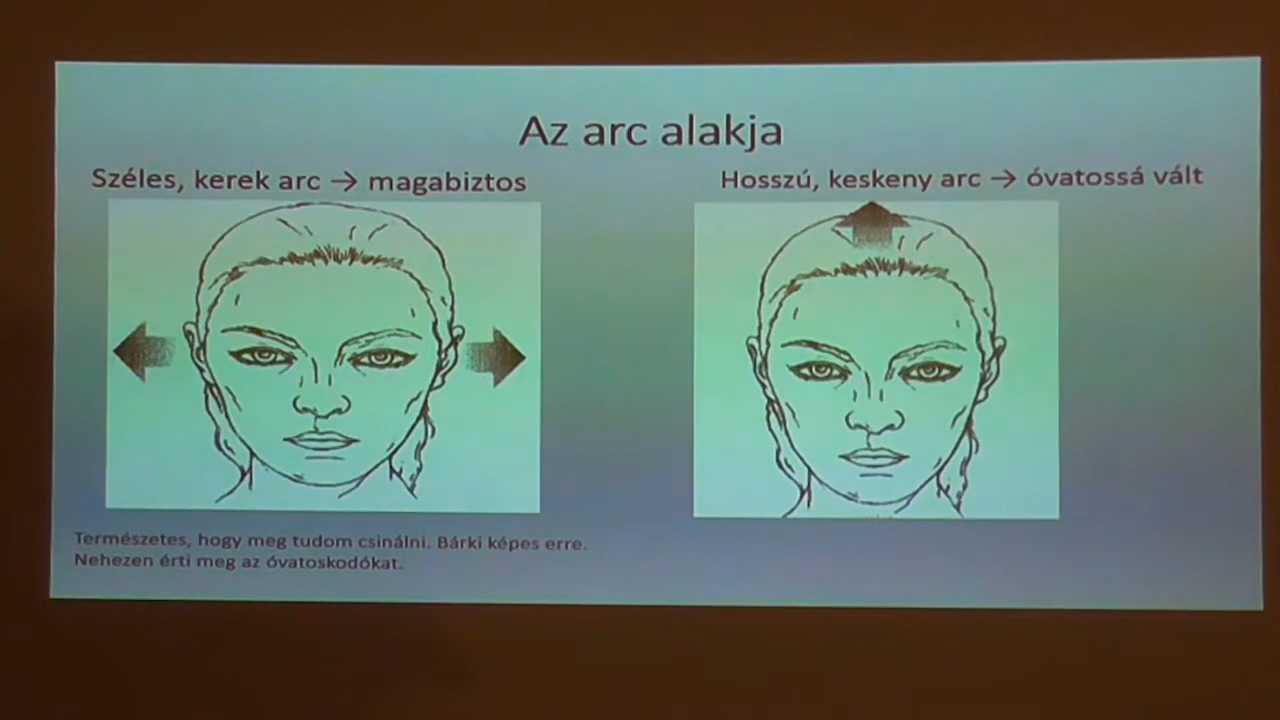 Az arc alakja
Széles, kerek arc → magabiztos
Hosszú, keskeny arc → óvatossá vált
Természetes, hogy meg tudom csinálni. Bárki képes erre.
Nehezen érti meg az óvatoskodókat.